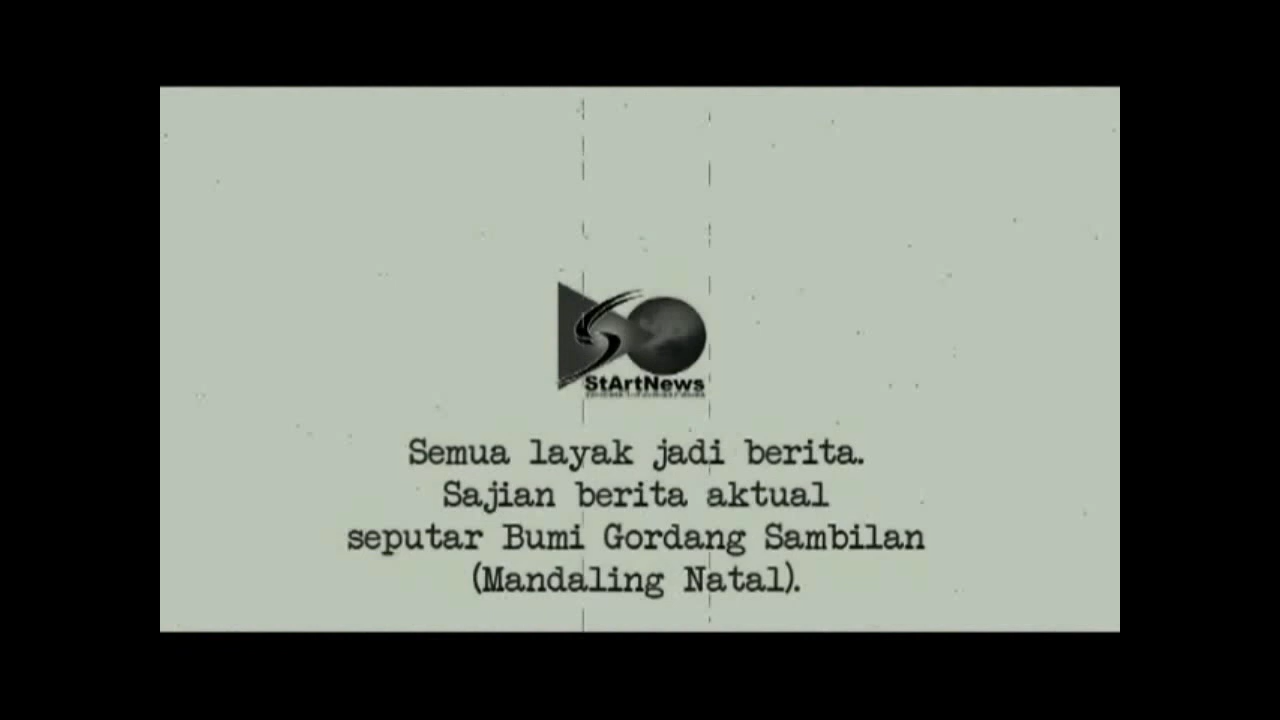 StArtNews
Semua layak jadi berita.
Sajian berita aktual
seputar Bumi Gordang Sambilan
(Mandaling Natal).